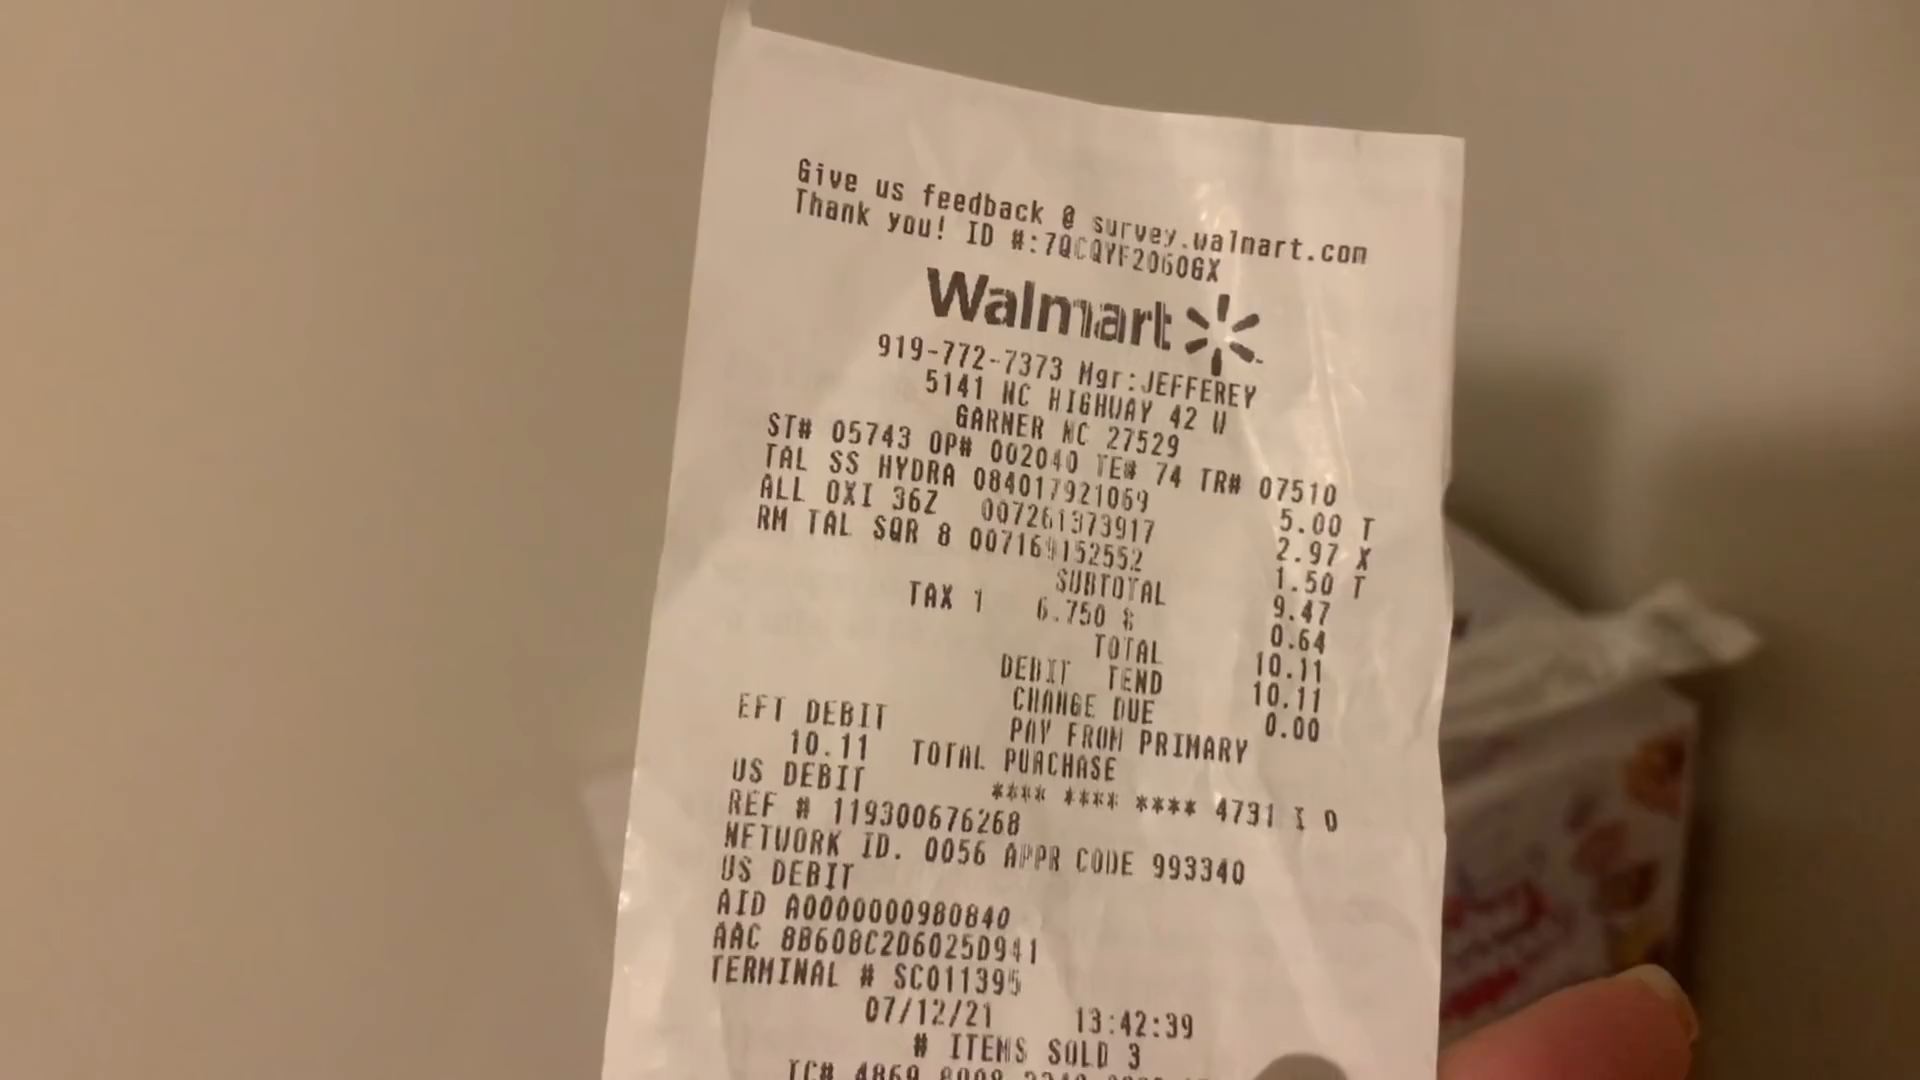 Give us feedback @ survey.walmart.com
Thank you! ID #:7QCQYF2060GX
Walmart
919-772-7373 Mgr:JEFFEREY
5141 NC HIGHWAY 42 W
GARNER NC 27529
ST# 05743 OP# 002040 TE# 74 TR# 07510
TAL SS HYDRA 084017921069 5.00 T
ALL OXI 36Z 007261373917 2.97 X
RM TAL SQR 8 007169152552 1.50 T
SUBTOTAL 9.47
TAX 1 6.750 % 0.64
TOTAL 10.11
DEBIT TEND 10.11
CHANGE DUE 0.00
EFT DEBIT PAY FROM PRIMARY
10.11 TOTAL PURCHASE
US DEBIT **** **** **** 4731 I 0
REF # 119300676268
NETWORK ID. 0056 APPR CODE 993340
US DEBIT
AID A0000000980840
AAC 8B608C2D6025D941
TERMINAL # SC011395
07/12/21 13:42:39
# ITEMS SOLD 3
TC# 4869